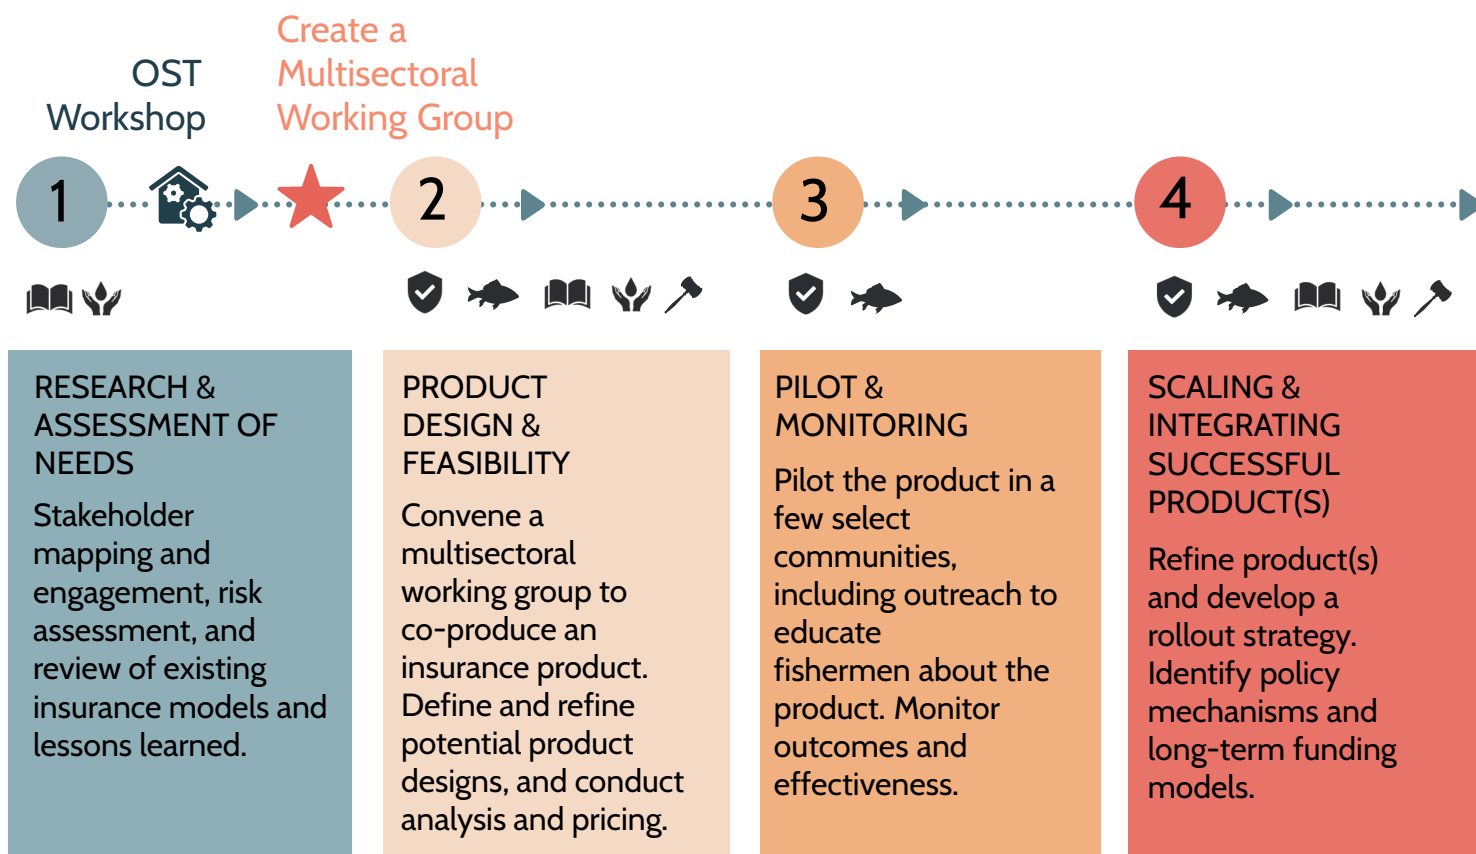 OST
Workshop
Create a
Multisectoral
Working Group
1
2
3
4
RESEARCH &
ASSESSMENT OF
NEEDS
Stakeholder
mapping and
engagement, risk
assessment, and
review of existing
insurance models and
lessons learned.
PRODUCT
DESIGN &
FEASIBILITY
Convene a
multisectoral
working group to
co-produce an
insurance product.
Define and refine
potential product
designs, and conduct
analysis and pricing.
PILOT &
MONITORING
Pilot the product in a
few select
communities,
including outreach to
educate
fishermen about the
product. Monitor
outcomes and
effectiveness.
SCALING &
INTEGRATING
SUCCESSFUL
PRODUCT(S)
Refine product(s)
and develop a
rollout strategy.
Identify policy
mechanisms and
long-term funding
models.